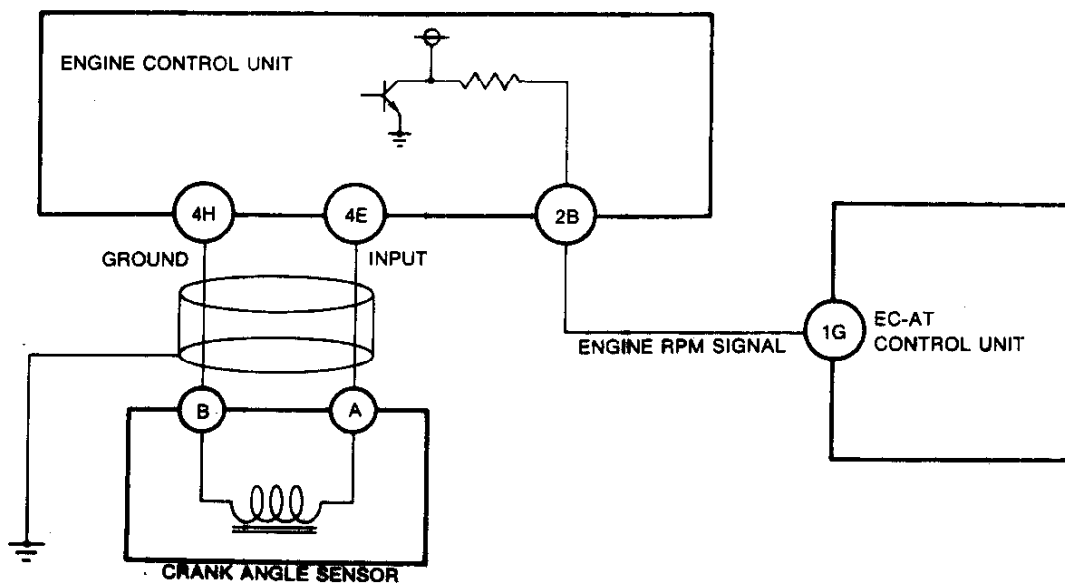 ENGINE CONTROL UNIT
4H
4E
2B
GROUND
INPUT
1G
EC-AT
CONTROL UNIT
ENGINE RPM SIGNAL
B
A
CRANK ANGLE SENSOR